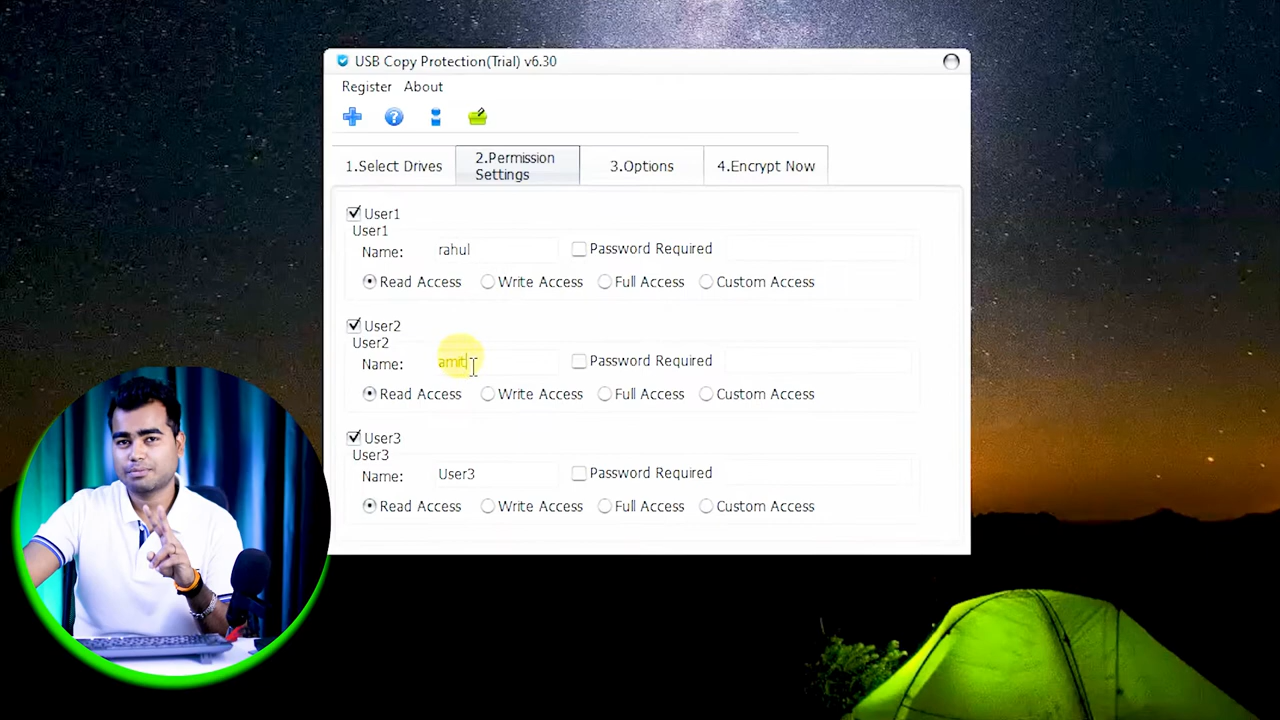 USB Copy Protection(Trial) v6.30
Register About
1.Select Drives
2.Permission
Settings
3.Options
4.Encrypt Now
User1
User1
Name: rahul Password Required
Read Access Write Access Full Access Custom Access
User2
User2
Name: amit Password Required
Read Access Write Access Full Access Custom Access
User3
User3
Name: User3 Password Required
Read Access Write Access Full Access Custom Access